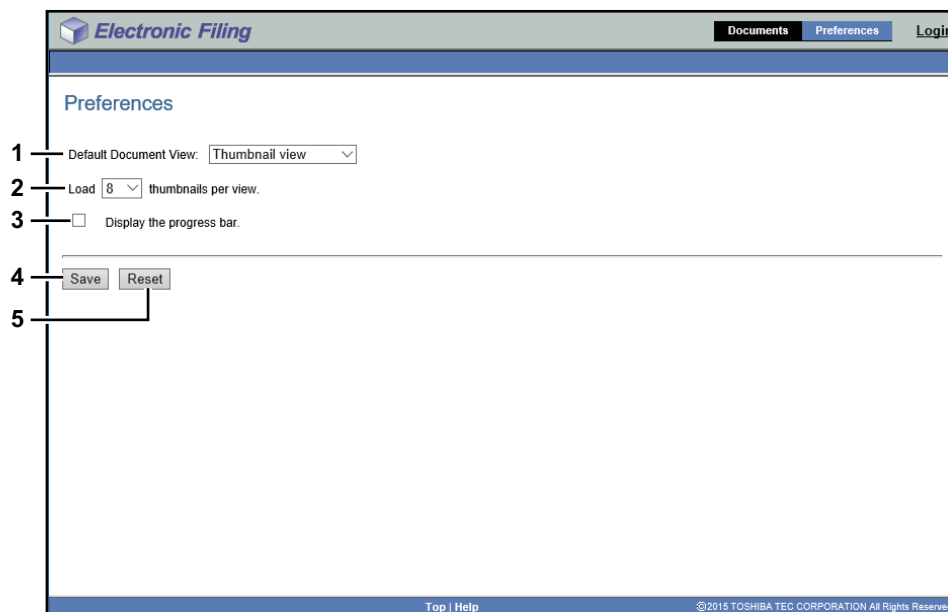 Electronic Filing
Documents Preferences Login
Preferences
1 Default Document View: Thumbnail view
2 Load 8 thumbnails per view.
3 Display the progress bar.
4 Save Reset
5
Top | Help ©2015 TOSHIBA TEC CORPORATION All Rights Reserve